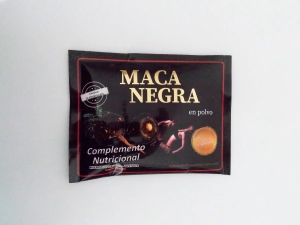 MACA
NEGRA
en polvo
Complemento
Nutricional